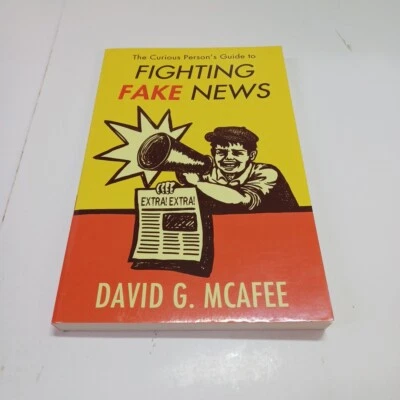 The Curious Person's Guide to
FIGHTING
FAKE NEWS
EXTRA! EXTRA!
DAVID G. MCAFEE